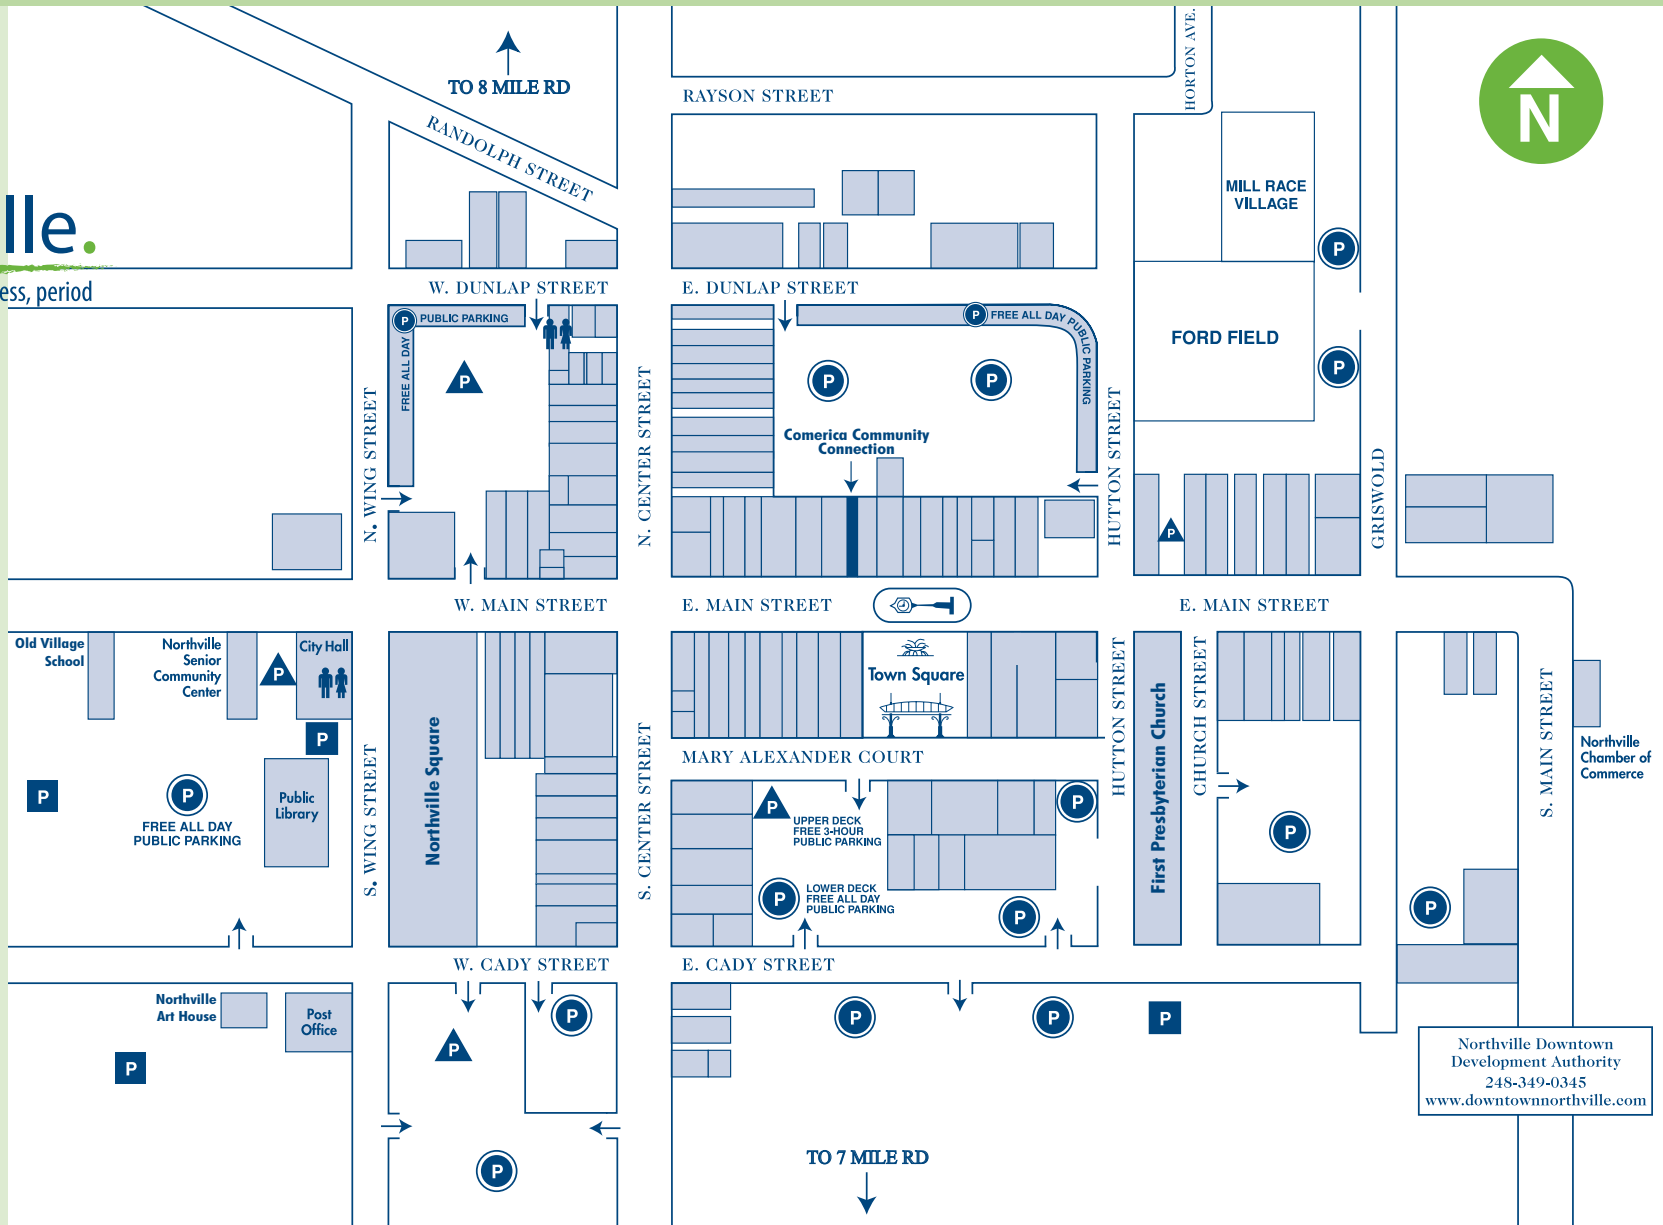 lle.
ess, period
TO 8 MILE RD
RANDOLPH STREET
RAYSON STREET
HORTON AVE.
N
MILL RACE
VILLAGE
P
FORD FIELD
P
W. DUNLAP STREET
E. DUNLAP STREET
P PUBLIC PARKING
FREE ALL DAY
P
P FREE ALL DAY PUBLIC PARKING
P
P
Comerica Community
Connection
N. WING STREET
N. CENTER STREET
HUTTON STREET
P
GRISWOLD
W. MAIN STREET
E. MAIN STREET
E. MAIN STREET
Old Village
School
Northville
Senior
Community
Center
P
City Hall
P
P
P
FREE ALL DAY
PUBLIC PARKING
Public
Library
S. WING STREET
Northville Square
S. CENTER STREET
Town Square
MARY ALEXANDER COURT
P
UPPER DECK
FREE 3-HOUR
PUBLIC PARKING
P
LOWER DECK
FREE ALL DAY
PUBLIC PARKING
P
P
HUTTON STREET
First Presbyterian Church
CHURCH STREET
P
P
S. MAIN STREET
Northville
Chamber of
Commerce
W. CADY STREET
E. CADY STREET
Northville
Art House
Post
Office
P
P
P
P
P
P
P
TO 7 MILE RD
Northville Downtown
Development Authority
248-349-0345
www.downtownnorthville.com